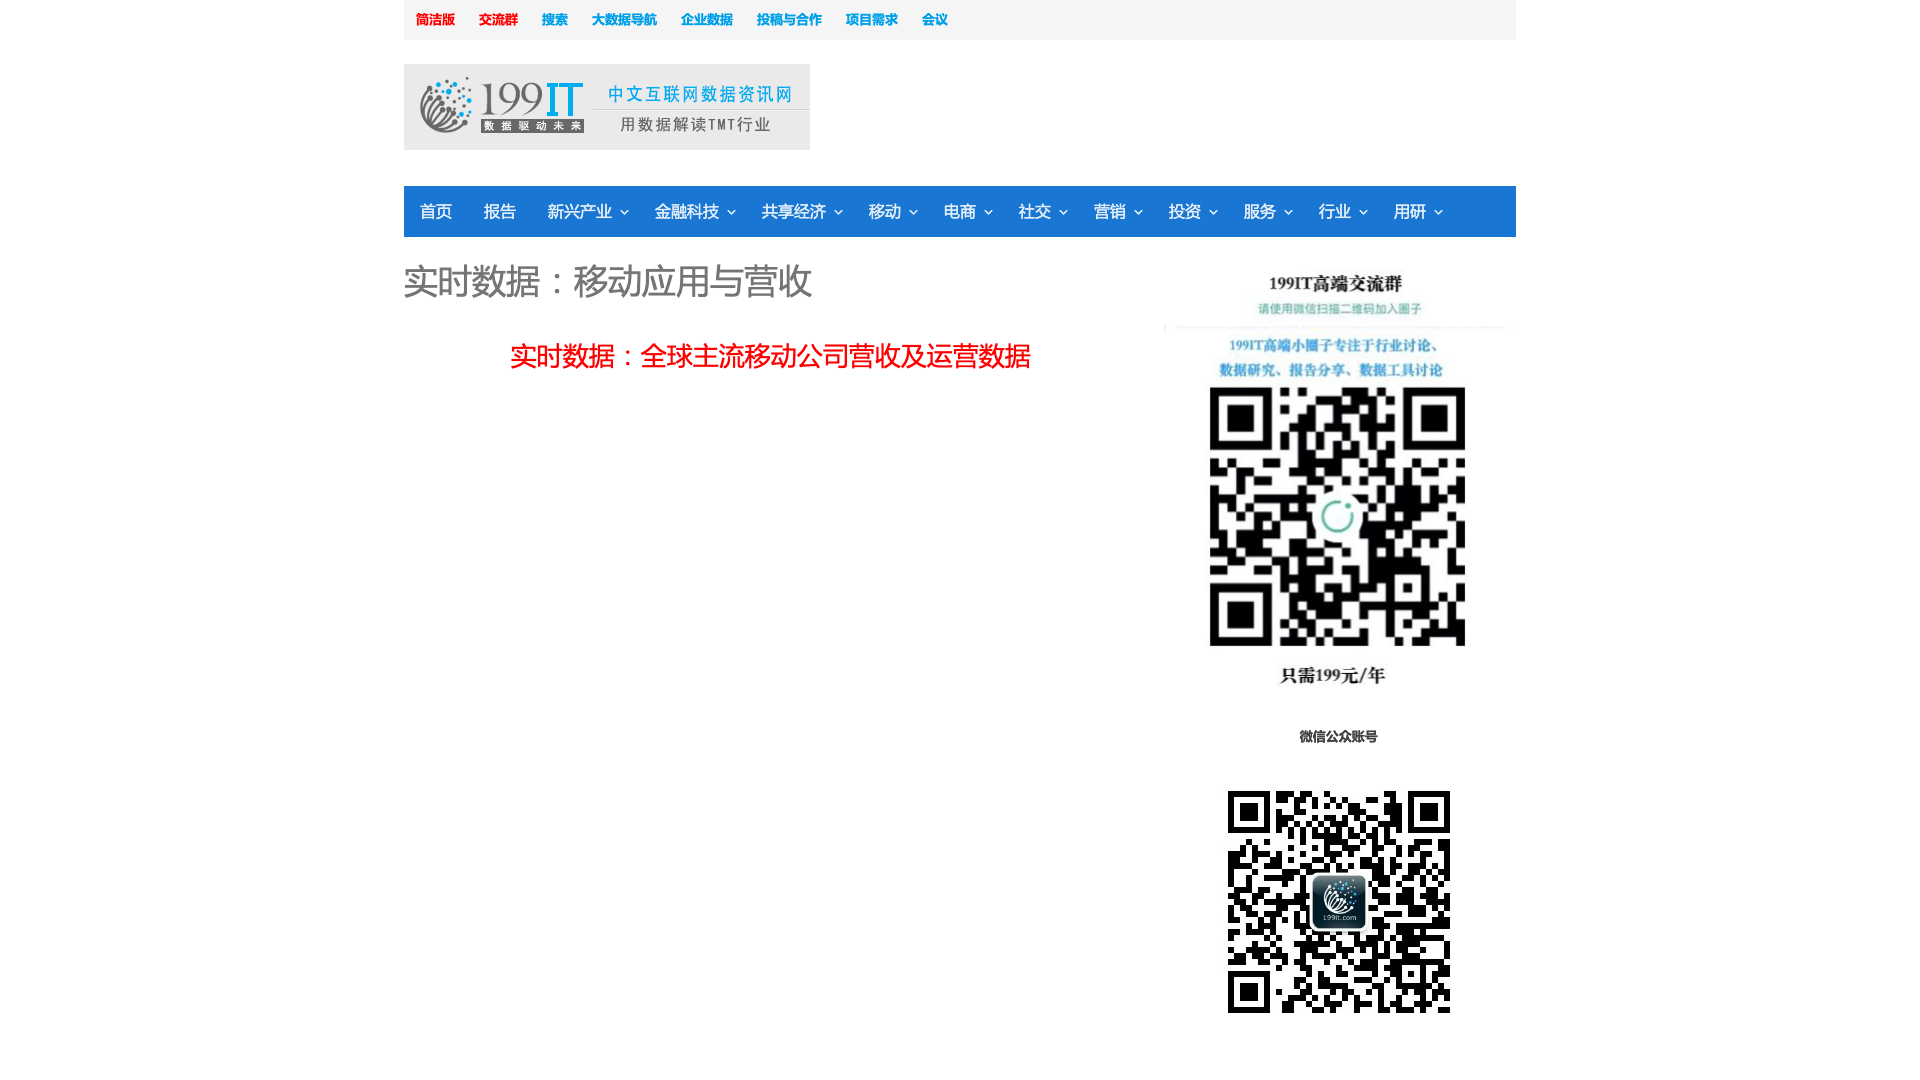 简洁版 交流群 搜索 大数据导航 企业数据 投稿与合作 项目需求 会议
199IT 中文互联网数据资讯网
数据驱动未来 用数据解读TMT行业
首页 报告 新兴产业 金融科技 共享经济 移动 电商 社交 营销 投资 服务 行业 用研
实时数据：移动应用与营收
实时数据：全球主流移动公司营收及运营数据
199IT高端交流群
请使用微信扫描二维码加入圈子
199IT高端小圈子专注于行业讨论、
数据研究、报告分享、数据工具讨论
只需199元/年
微信公众账号
199it.com